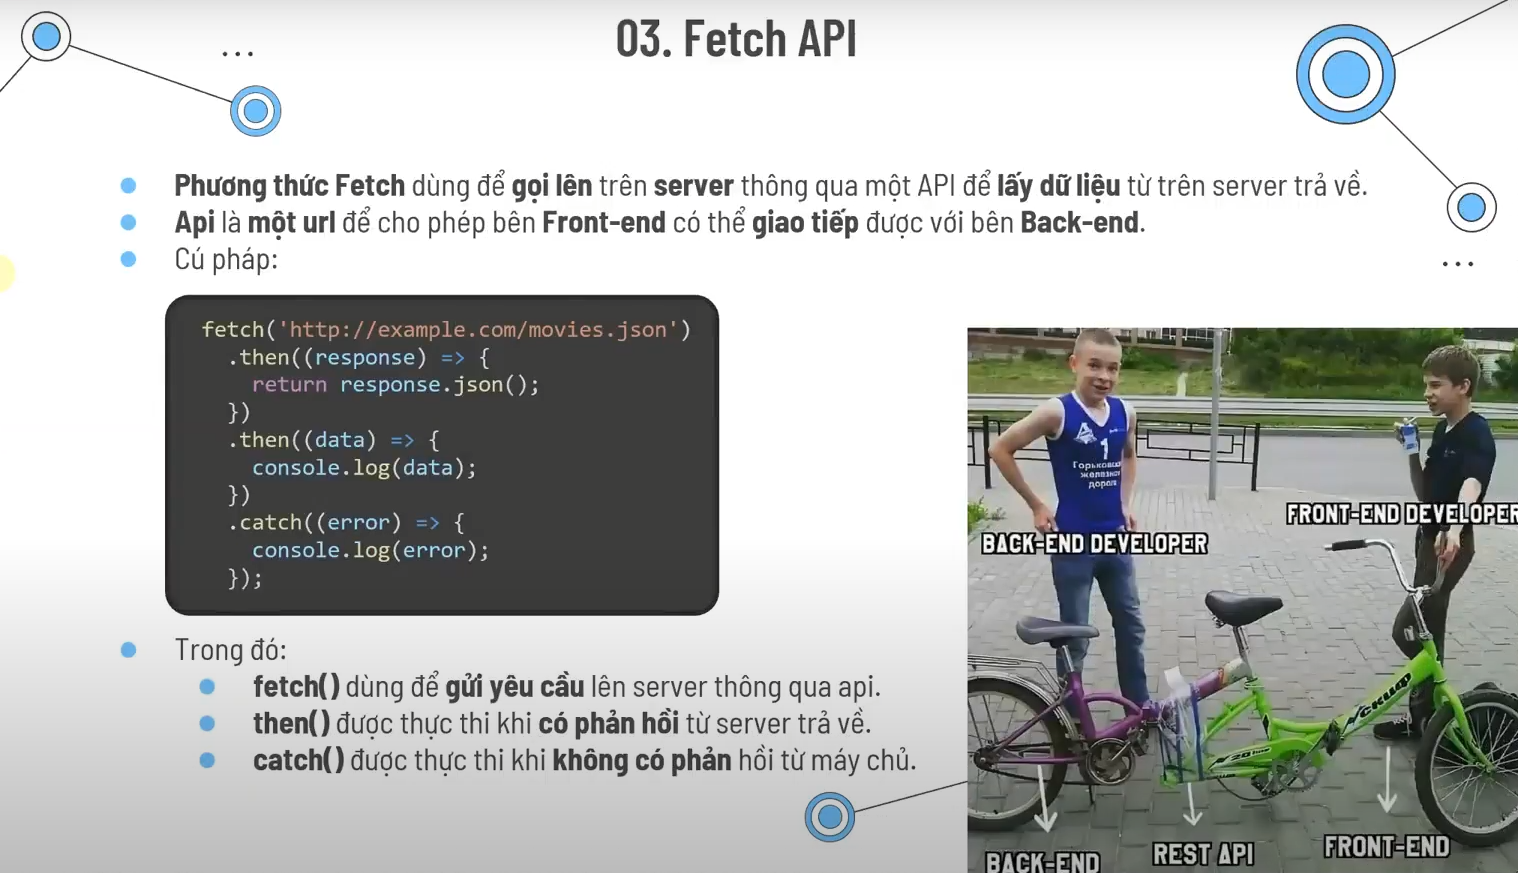 03. Fetch API
Phương thức Fetch dùng để gọi lên trên server thông qua một API để lấy dữ liệu từ trên server trả về.
Api là một url để cho phép bên Front-end có thể giao tiếp được với bên Back-end.
Cú pháp:
fetch('http://example.com/movies.json')
.then((response) => {
return response.json();
})
.then((data) => {
console.log(data);
})
.catch((error) => {
console.log(error);
});
Trong đó:
fetch() dùng để gửi yêu cầu lên server thông qua api.
then() được thực thi khi có phản hồi từ server trả về.
catch() được thực thi khi không có phản hồi từ máy chủ.
1
Горьковская
железная
дорога
BACK-END DEVELOPER
FRONT-END DEVELOPER
BACK-END
REST API
FRONT-END